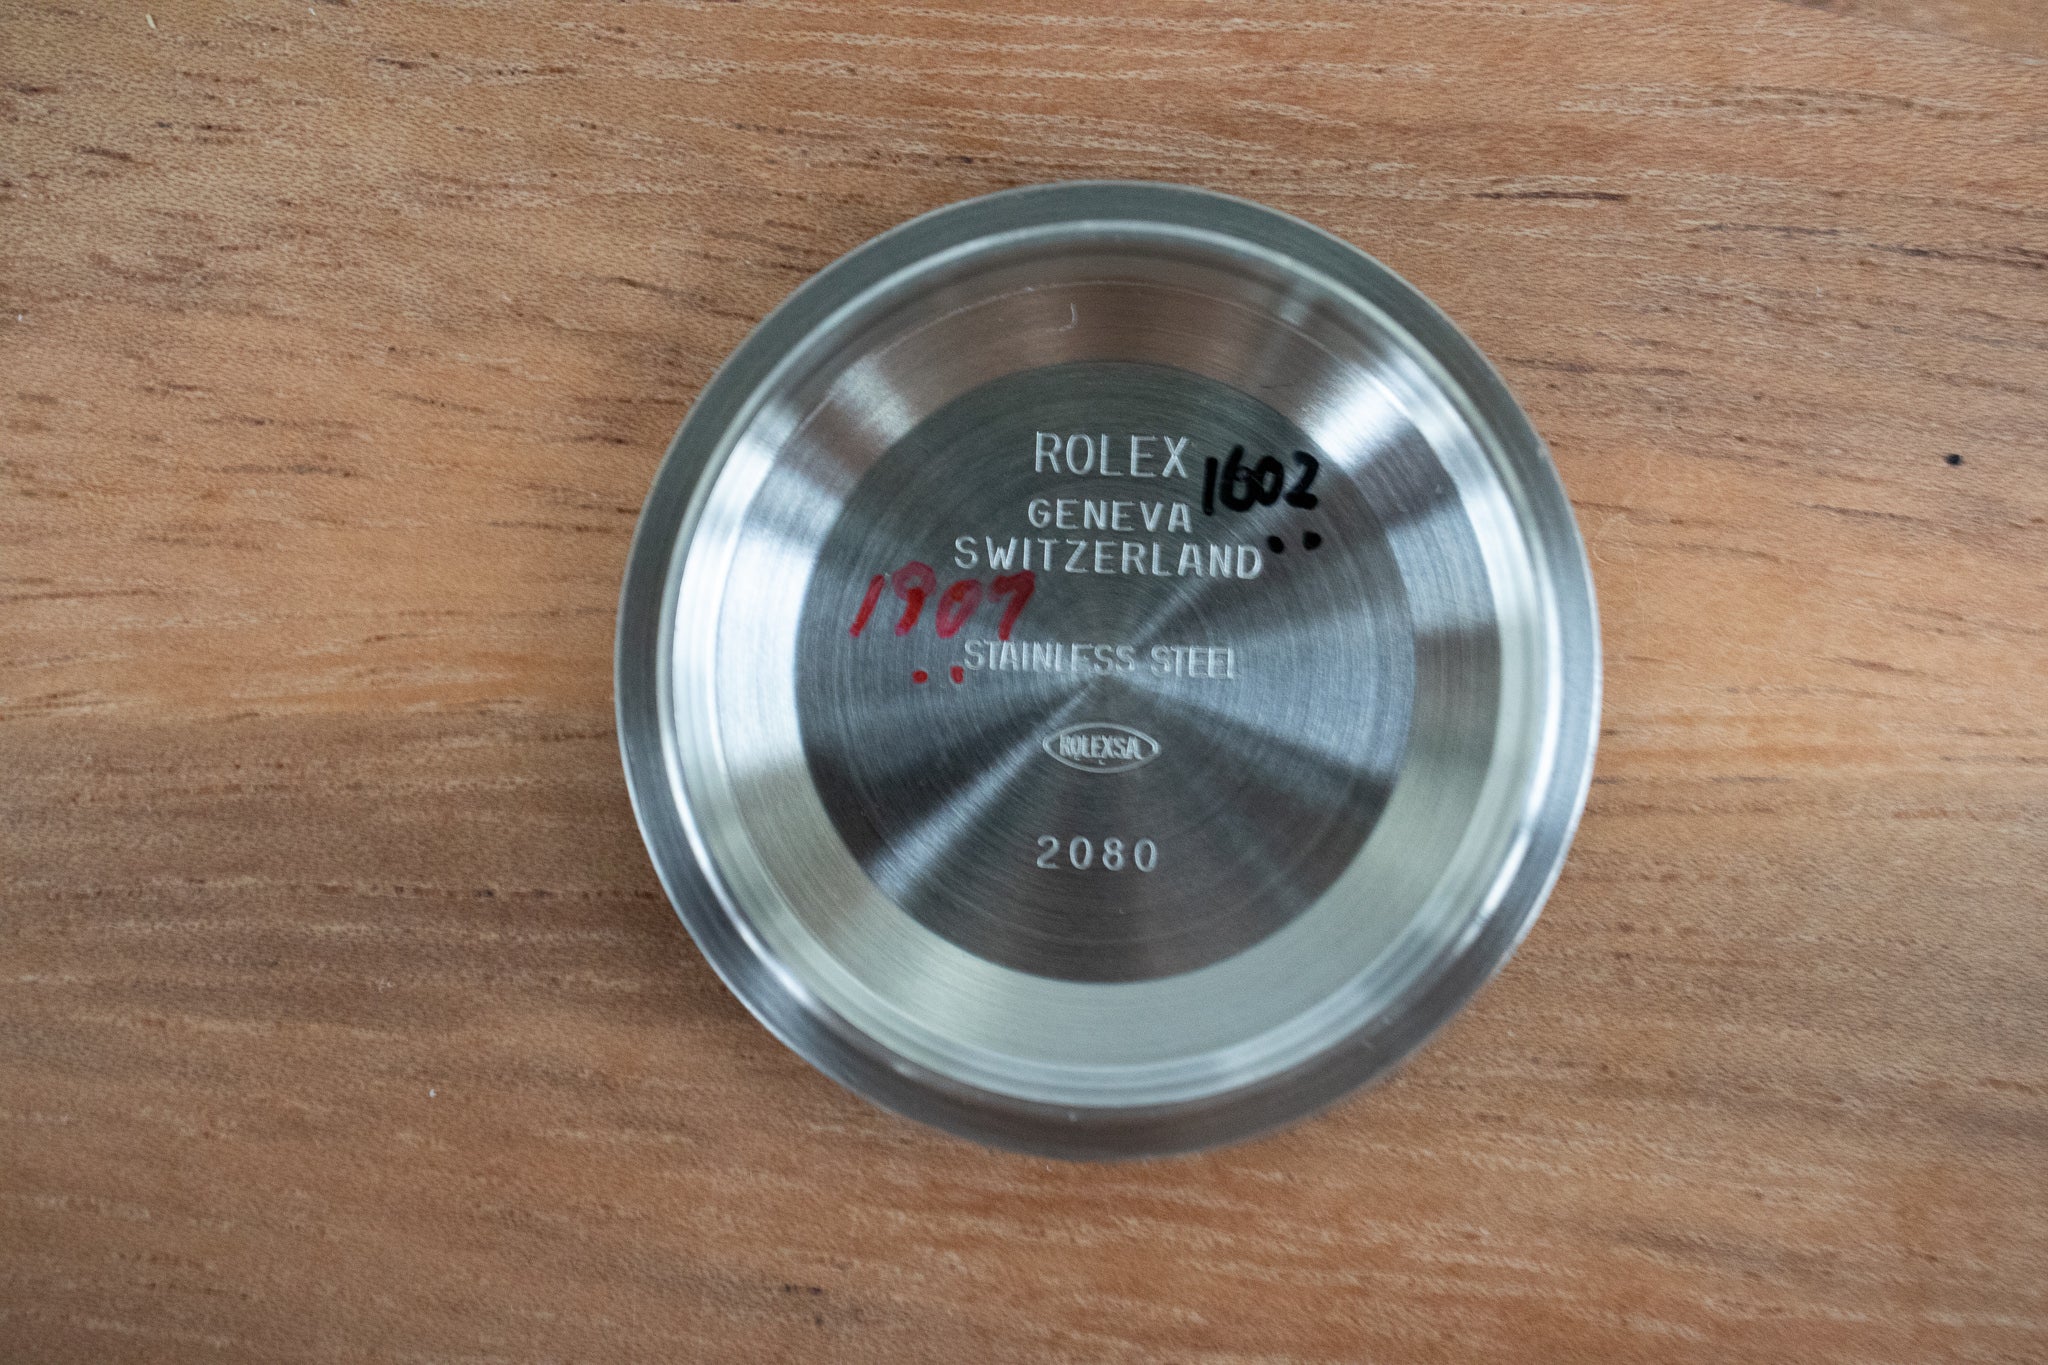 ROLEX
1602
GENEVA
SWITZERLAND
1907
STAINLESS STEEL
ROLEXSA
2080